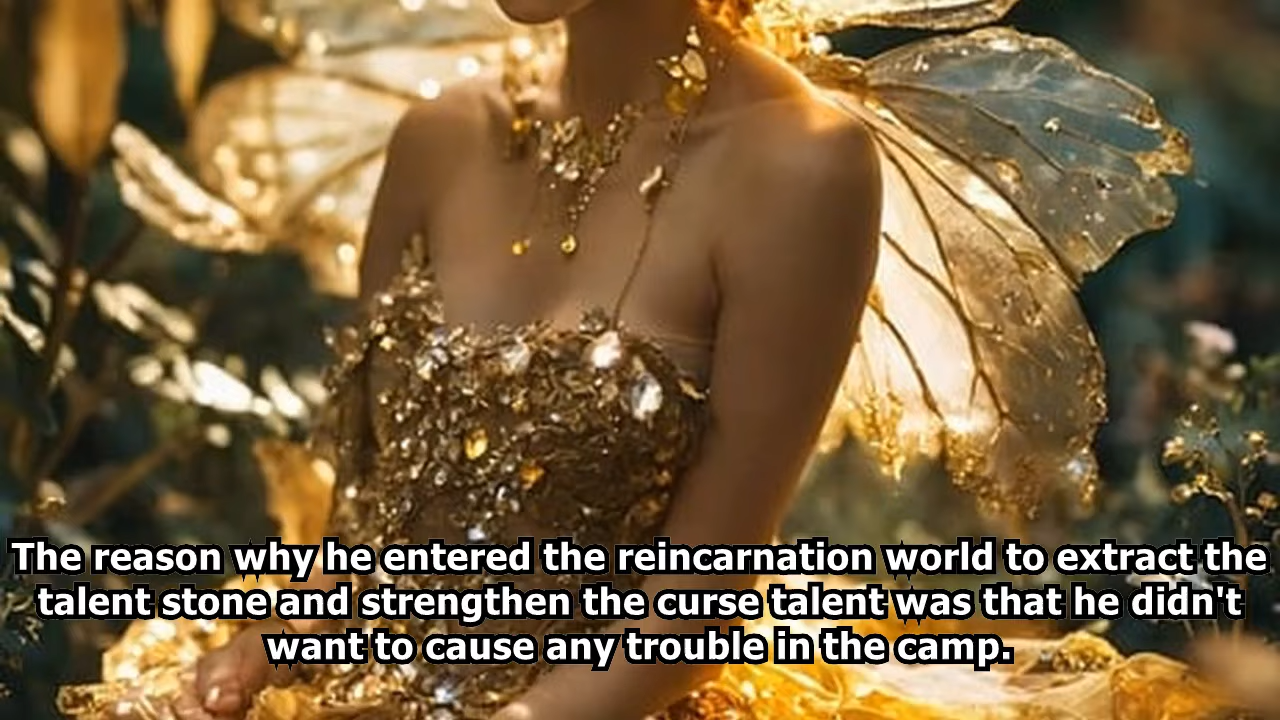 The reason why he entered the reincarnation world to extract the
talent stone and strengthen the curse talent was that he didn't
want to cause any trouble in the camp.